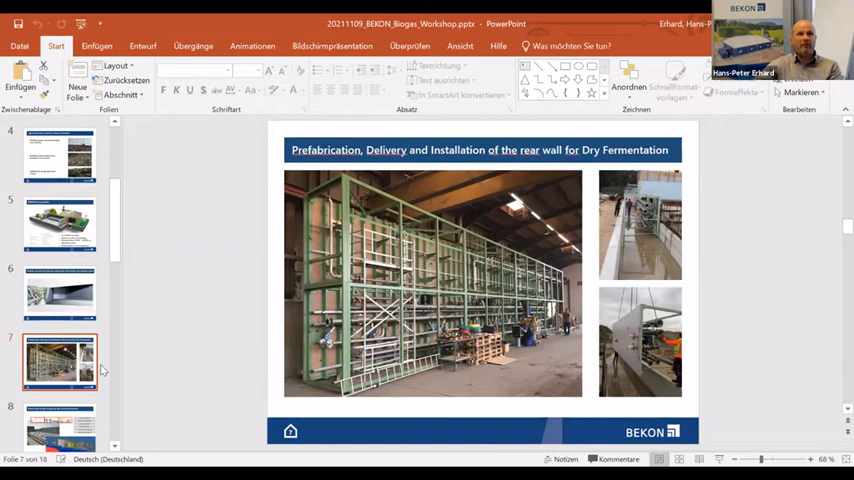 20211109_BEKON_Biogas_Workshop.pptx - PowerPoint
Erhard, Hans-P
Datei
Start
Einfügen
Entwurf
Übergänge
Animationen
Bildschirmpräsentation
Überprüfen
Ansicht
Hilfe
Was möchten Sie tun?
BEKON
Hans-Peter Erhard
Einfügen
Neue
Folien
Layout
Zurücksetzen
Abschnitt
F K U S
Textrichtung
Text ausrichten
In SmartArt konvertieren
Anordnen
Schnellformat-
vorlagen
Formeffekte
Markieren
Zwischenablage
Folien
Schriftart
Absatz
Zeichnen
4
5
6
7
8
Prefabrication, Delivery and Installation of the rear wall for Dry Fermentation
7
BEKON
Folie 7 von 18
Deutsch (Deutschland)
Notizen
Kommentare
68 %